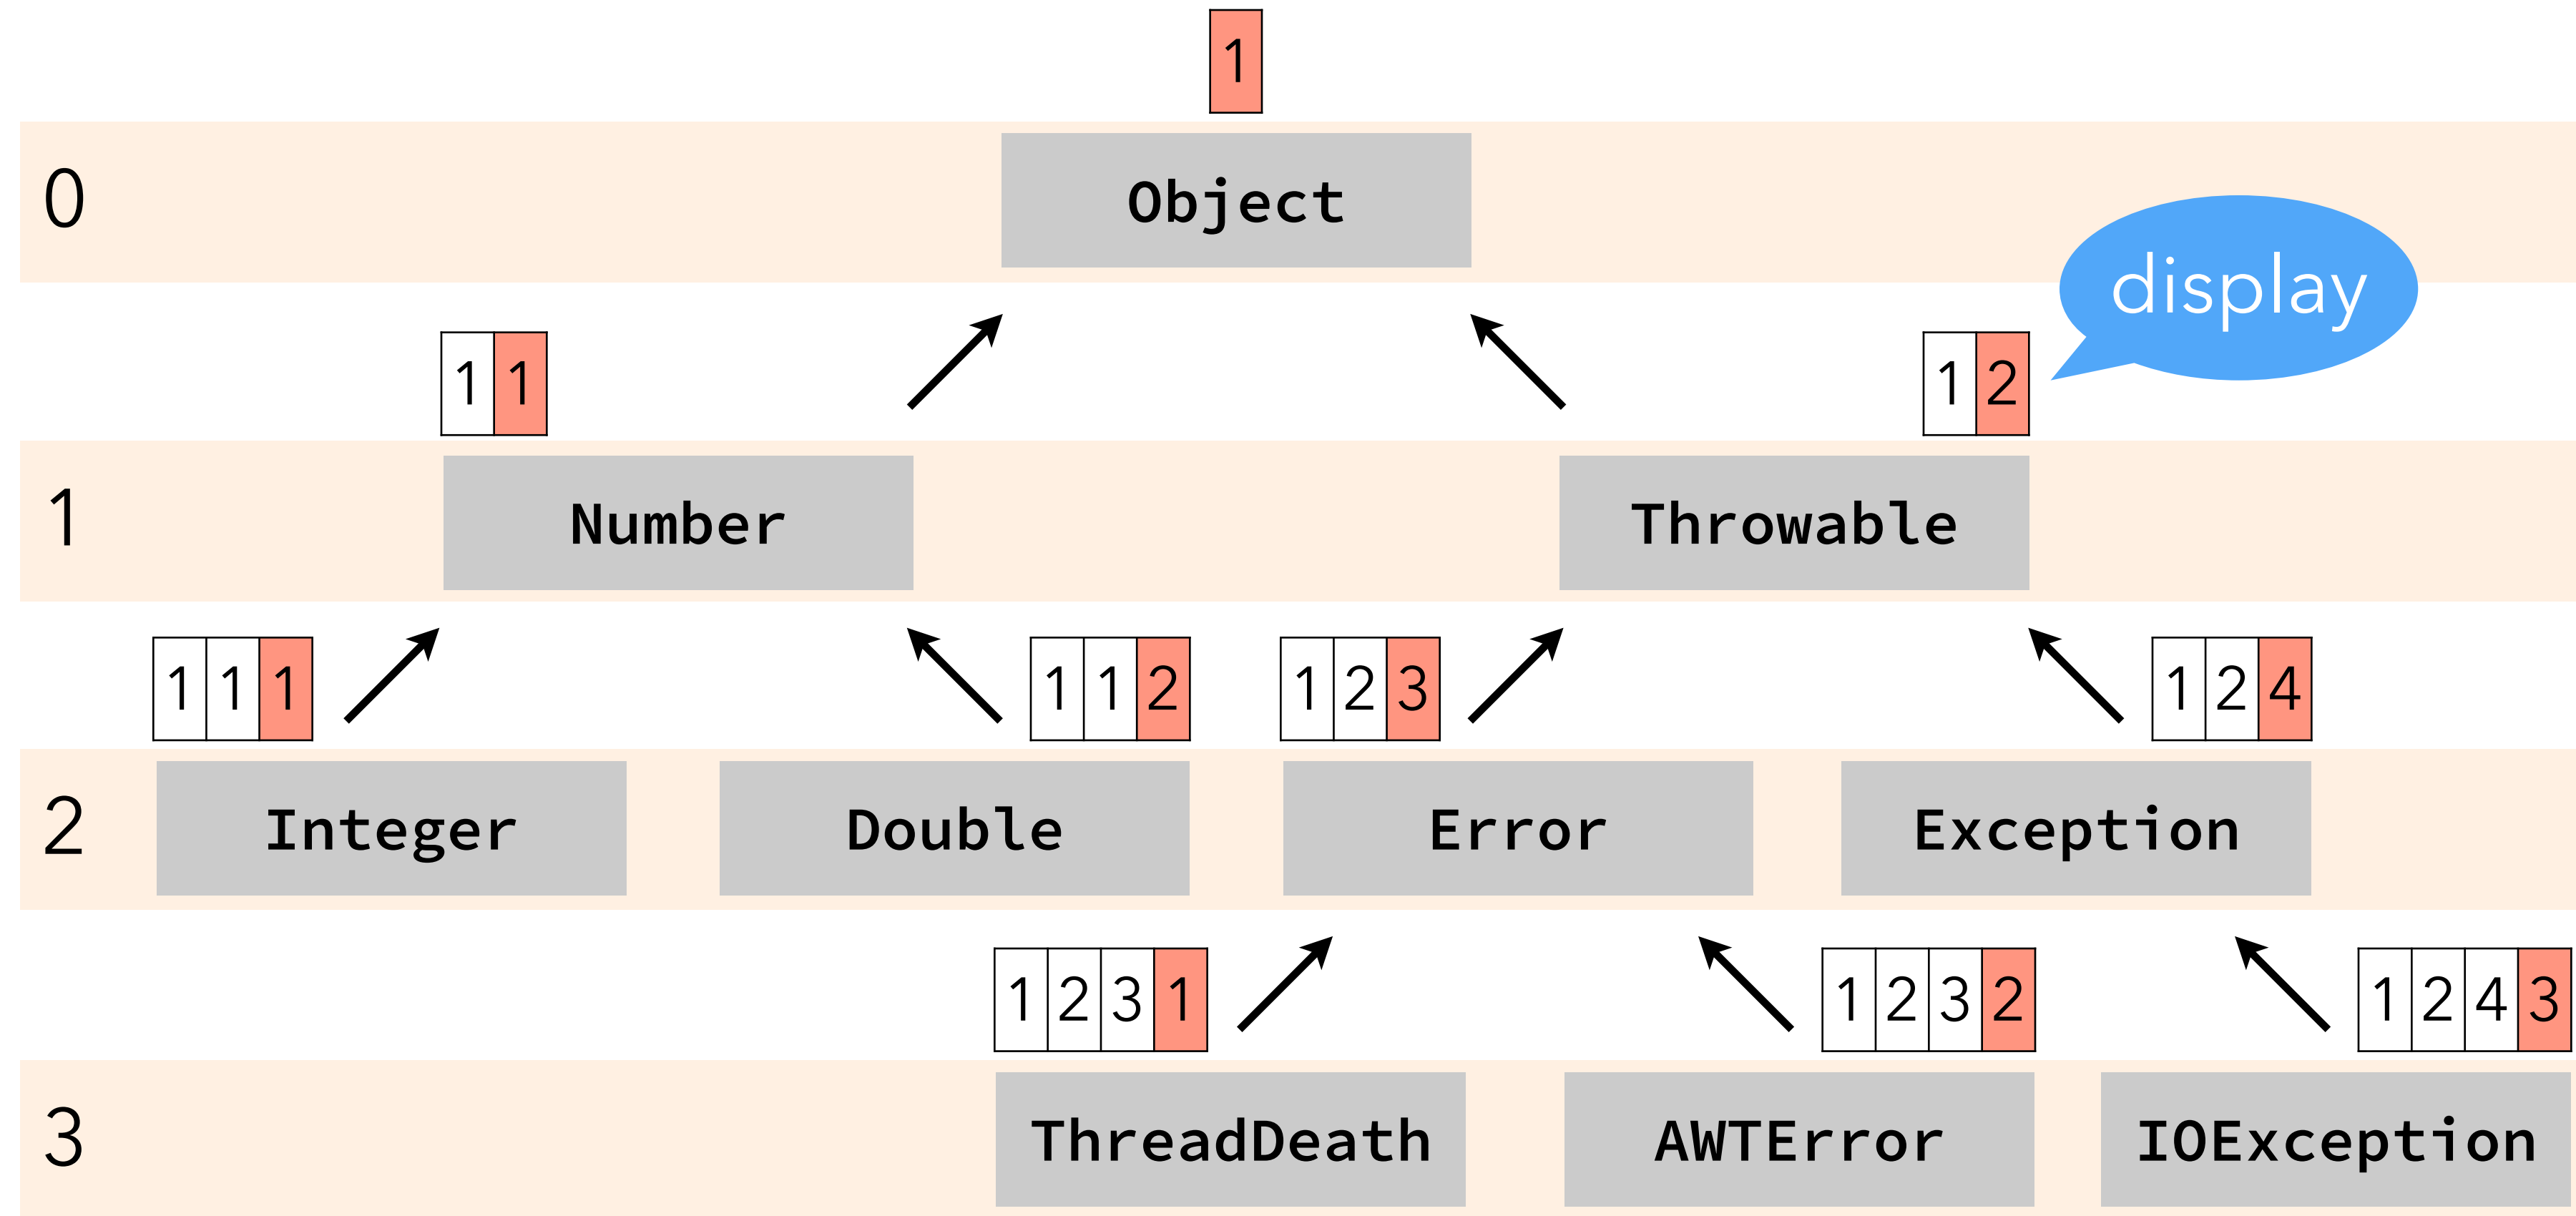 1
0
Object
display
1 1
1 2
1
Number
Throwable
1 1 1
1 1 2
1 2 3
1 2 4
2
Integer
Double
Error
Exception
1 2 3 1
1 2 3 2
1 2 4 3
3
ThreadDeath
AWTError
IOException